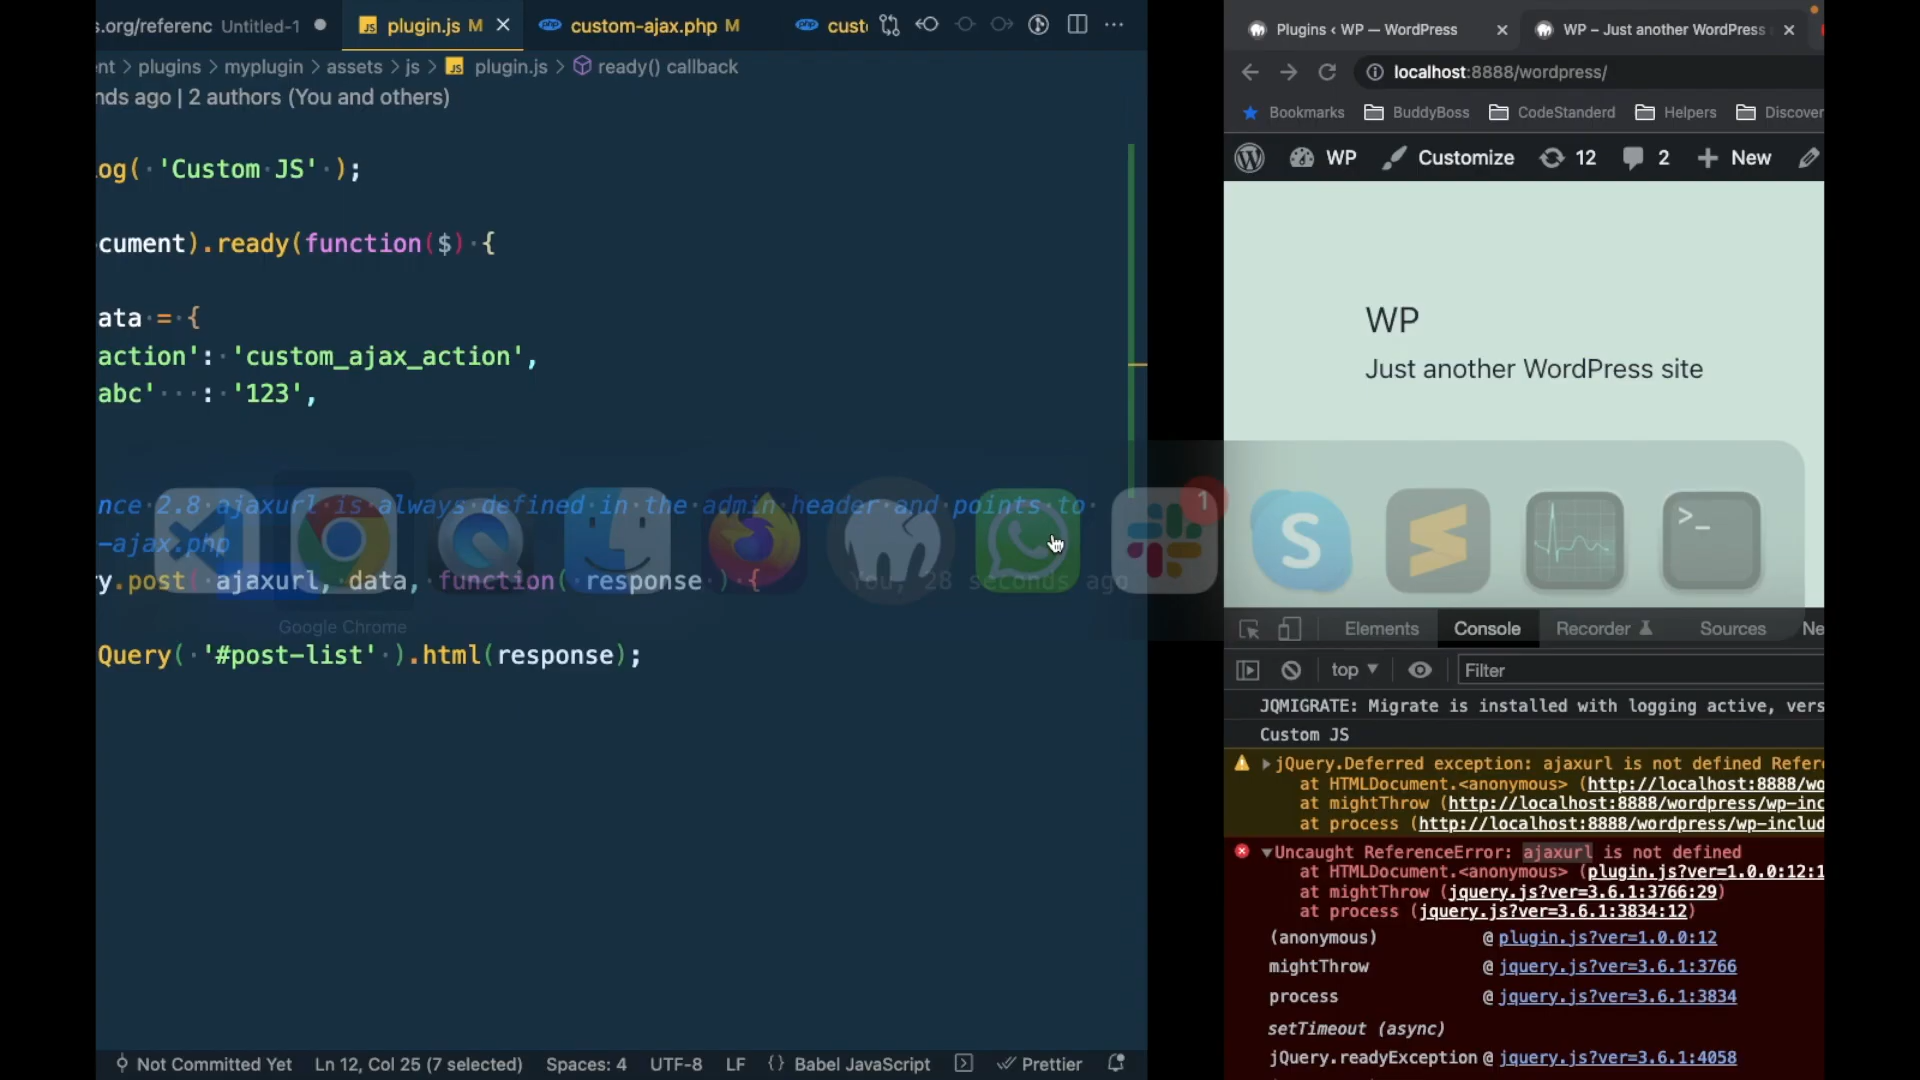 s.org/referenc Untitled-1
plugin.js M
custom-ajax.php M
cust
nt > plugins > myplugin > assets > js > plugin.js > ready() callback
nds ago | 2 authors (You and others)
og( 'Custom JS' );
cument).ready(function($) {
ata = {
action': 'custom_ajax_action',
abc' : '123',
nce 2.8 ajaxurl is always defined in the admin header and points to
-ajax.php
ry.post( ajaxurl, data, function( response ) {
You, 28 seconds ago
Google Chrome
Query( '#post-list' ).html(response);
Not Committed Yet
Ln 12, Col 25 (7 selected)
Spaces: 4
UTF-8
LF
{} Babel JavaScript
Prettier
Plugins ‹ WP — WordPress
WP – Just another WordPress
localhost:8888/wordpress/
Bookmarks
BuddyBoss
CodeStanderd
Helpers
Discover
WP
Customize
12
2
New
WP
Just another WordPress site
1
S
>_
Elements
Console
Recorder
Sources
Ne
top
Filter
JQMIGRATE: Migrate is installed with logging active, vers
Custom JS
jQuery.Deferred exception: ajaxurl is not defined Refer
at HTMLDocument.<anonymous> (http://localhost:8888/wo
at mightThrow (http://localhost:8888/wordpress/wp-inc
at process (http://localhost:8888/wordpress/wp-includ
Uncaught ReferenceError: ajaxurl is not defined
at HTMLDocument.<anonymous> (plugin.js?ver=1.0.0:12:1
at mightThrow (jquery.js?ver=3.6.1:3766:29)
at process (jquery.js?ver=3.6.1:3834:12)
(anonymous) @ plugin.js?ver=1.0.0:12
mightThrow @ jquery.js?ver=3.6.1:3766
process @ jquery.js?ver=3.6.1:3834
setTimeout (async)
jQuery.readyException @ jquery.js?ver=3.6.1:4058